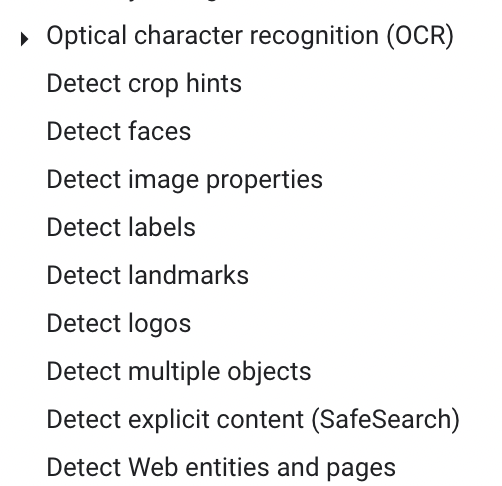 Optical character recognition (OCR)
Detect crop hints
Detect faces
Detect image properties
Detect labels
Detect landmarks
Detect logos
Detect multiple objects
Detect explicit content (SafeSearch)
Detect Web entities and pages